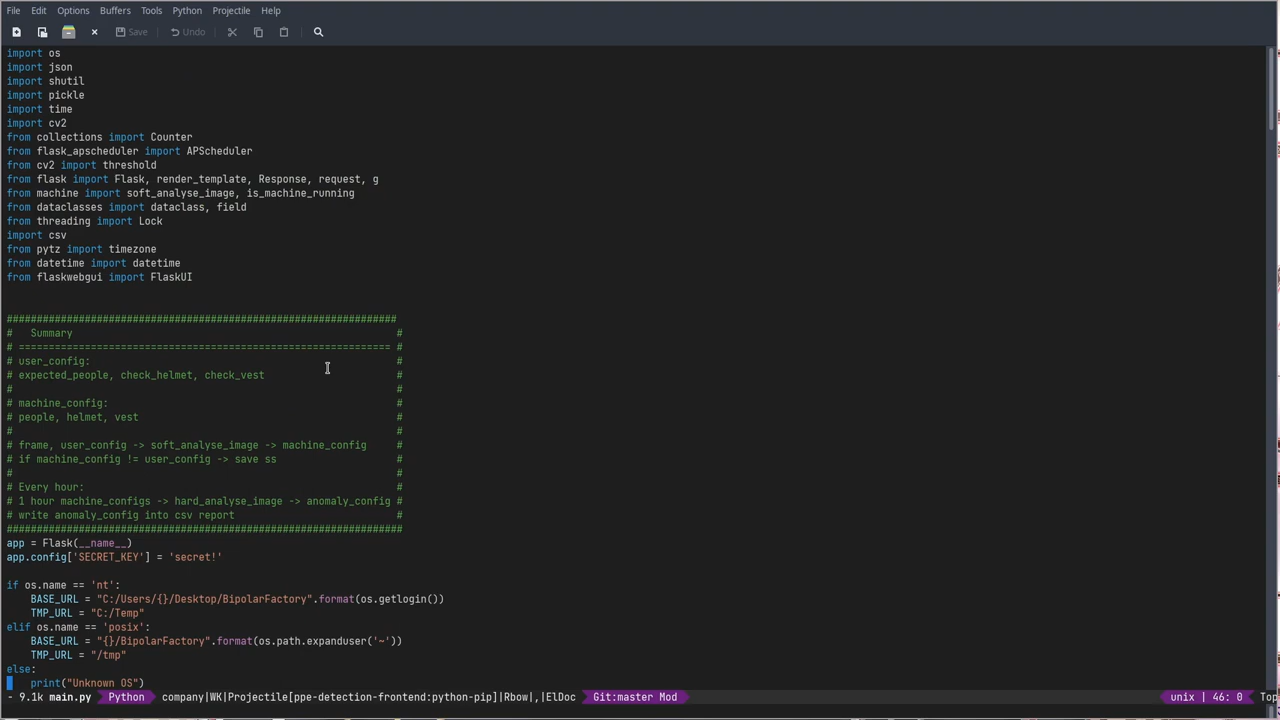 File Edit Options Buffers Tools Python Projectile Help
Save Undo
import os
import json
import shutil
import pickle
import time
import cv2
from collections import Counter
from flask_apscheduler import APScheduler
from cv2 import threshold
from flask import Flask, render_template, Response, request, g
from machine import soft_analyse_image, is_machine_running
from dataclasses import dataclass, field
from threading import Lock
import csv
from pytz import timezone
from datetime import datetime
from flaskwebgui import FlaskUI
#################################################################
#   Summary                                                      #
# ============================================================== #
# user_config:                                                   #
# expected_people, check_helmet, check_vest                      #
#                                                                #
# machine_config:                                                #
# people, helmet, vest                                           #
#                                                                #
# frame, user_config -> soft_analyse_image -> machine_config     #
# if machine_config != user_config -> save ss                    #
#                                                                #
# Every hour:                                                    #
# 1 hour machine_configs -> hard_analyse_image -> anomaly_config #
# write anomaly_config into csv report                           #
##################################################################
app = Flask(__name__)
app.config['SECRET_KEY'] = 'secret!'
if os.name == 'nt':
    BASE_URL = "C:/Users/{}/Desktop/BipolarFactory".format(os.getlogin())
    TMP_URL = "C:/Temp"
elif os.name == 'posix':
    BASE_URL = "{}/BipolarFactory".format(os.path.expanduser('~'))
    TMP_URL = "/tmp"
else:
    print("Unknown OS")
- 9.1k main.py Python company|WK|Projectile[ppe-detection-frontend:python-pip]|Rbow|,|ElDoc Git:master Mod unix | 46: 0 Top